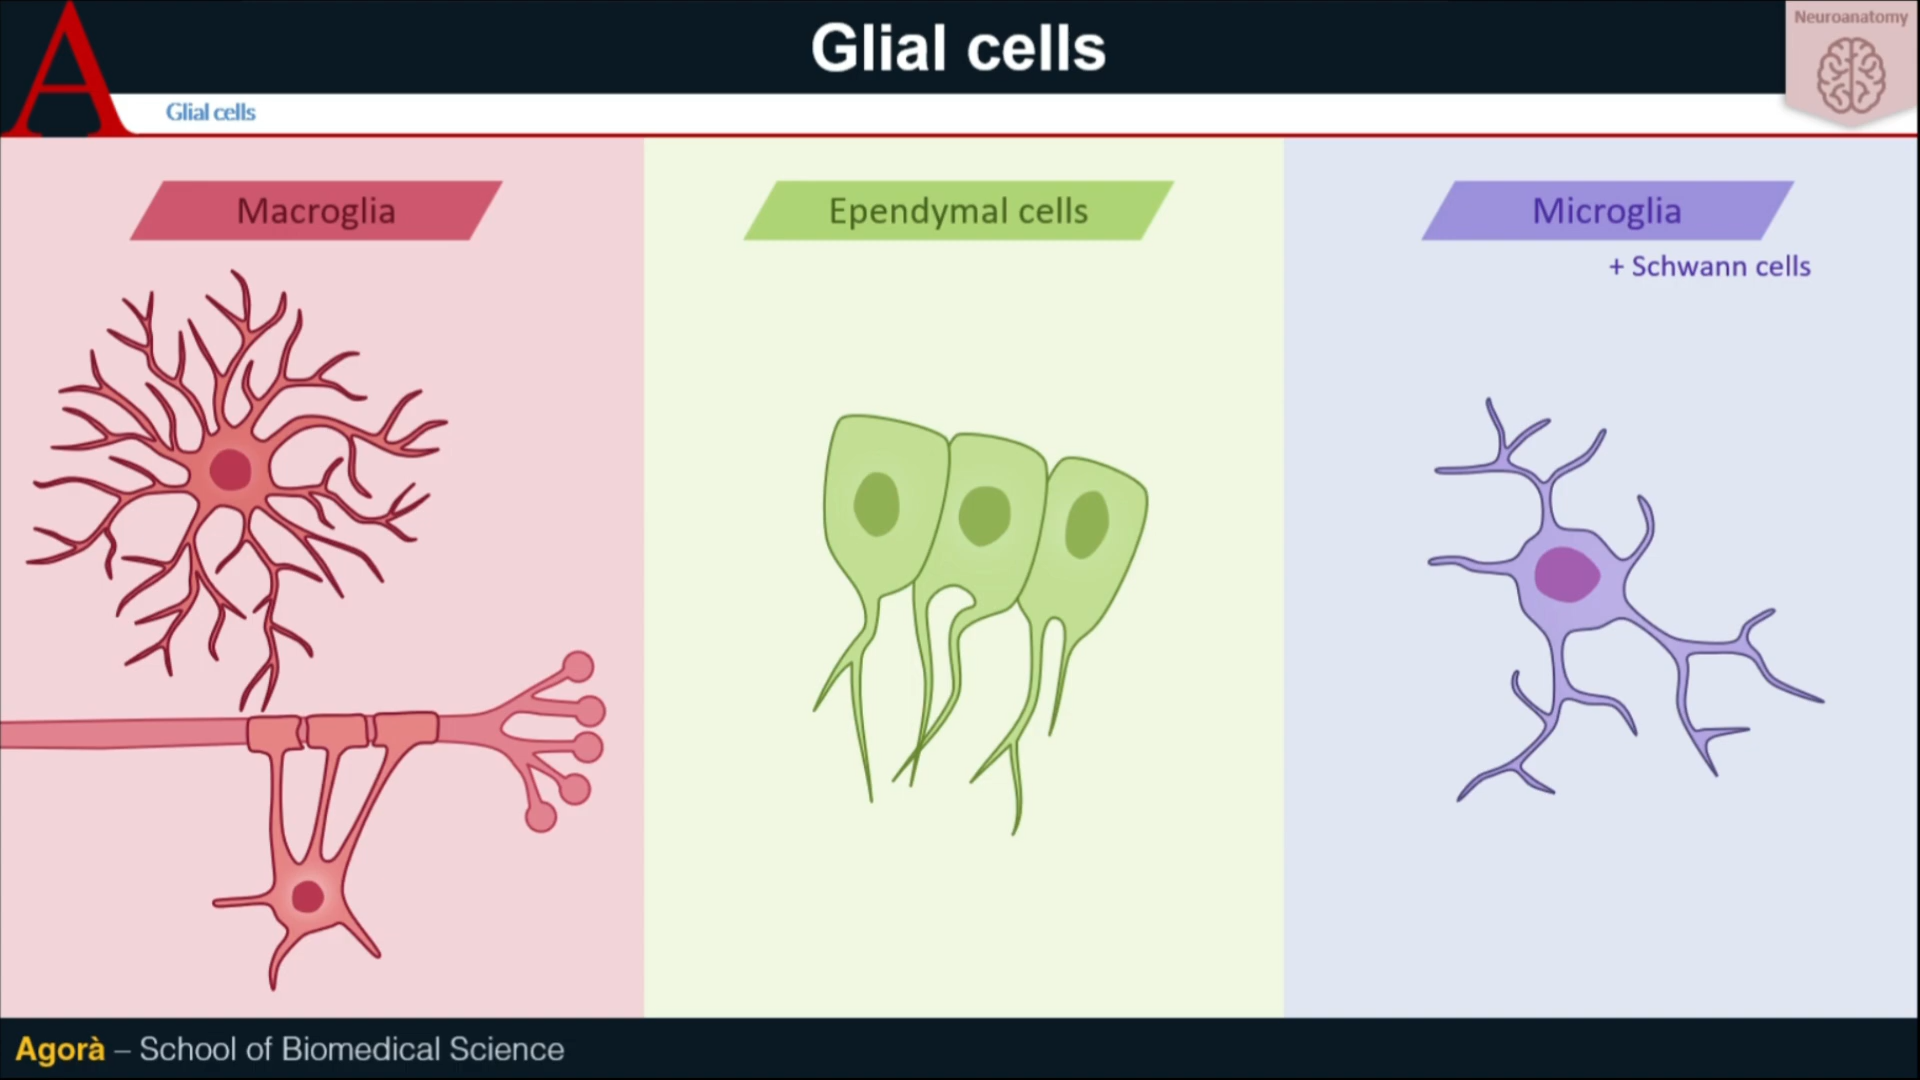 A
Glial cells
Neuroanatomy
Glial cells
Macroglia
Ependymal cells
Microglia
+ Schwann cells
Agorà – School of Biomedical Science